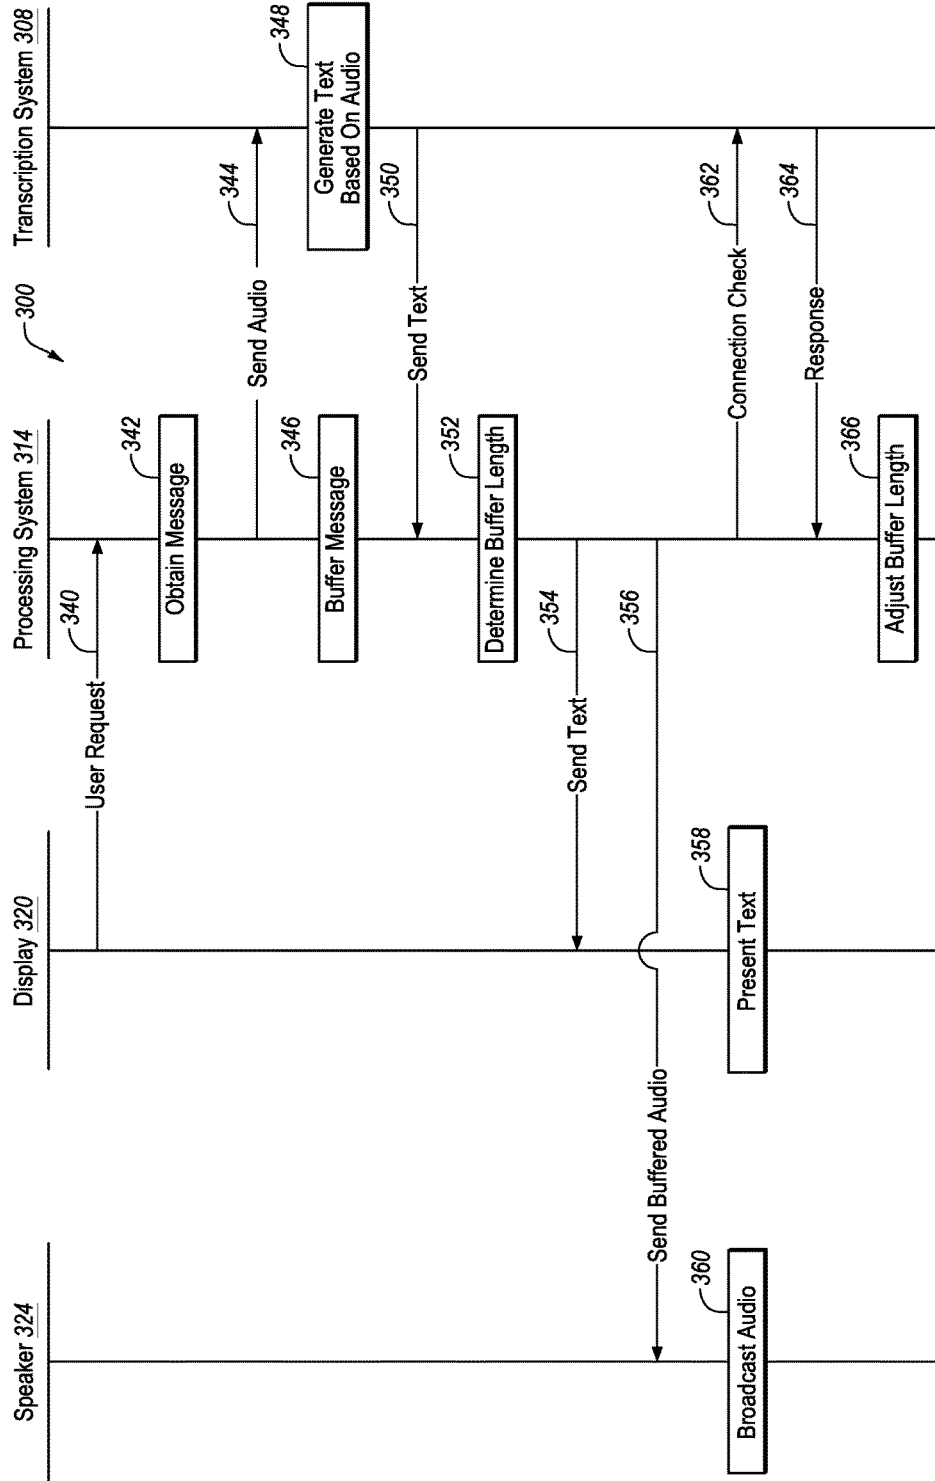 300
Speaker 324
Display 320
Processing System 314
Transcription System 308
User Request
340
Obtain Message
342
Send Audio
344
Buffer Message
346
Generate Text
Based On Audio
348
Send Text
350
Determine Buffer Length
352
Send Text
354
Send Buffered Audio
356
Broadcast Audio
360
Present Text
358
Connection Check
362
Response
364
Adjust Buffer Length
366